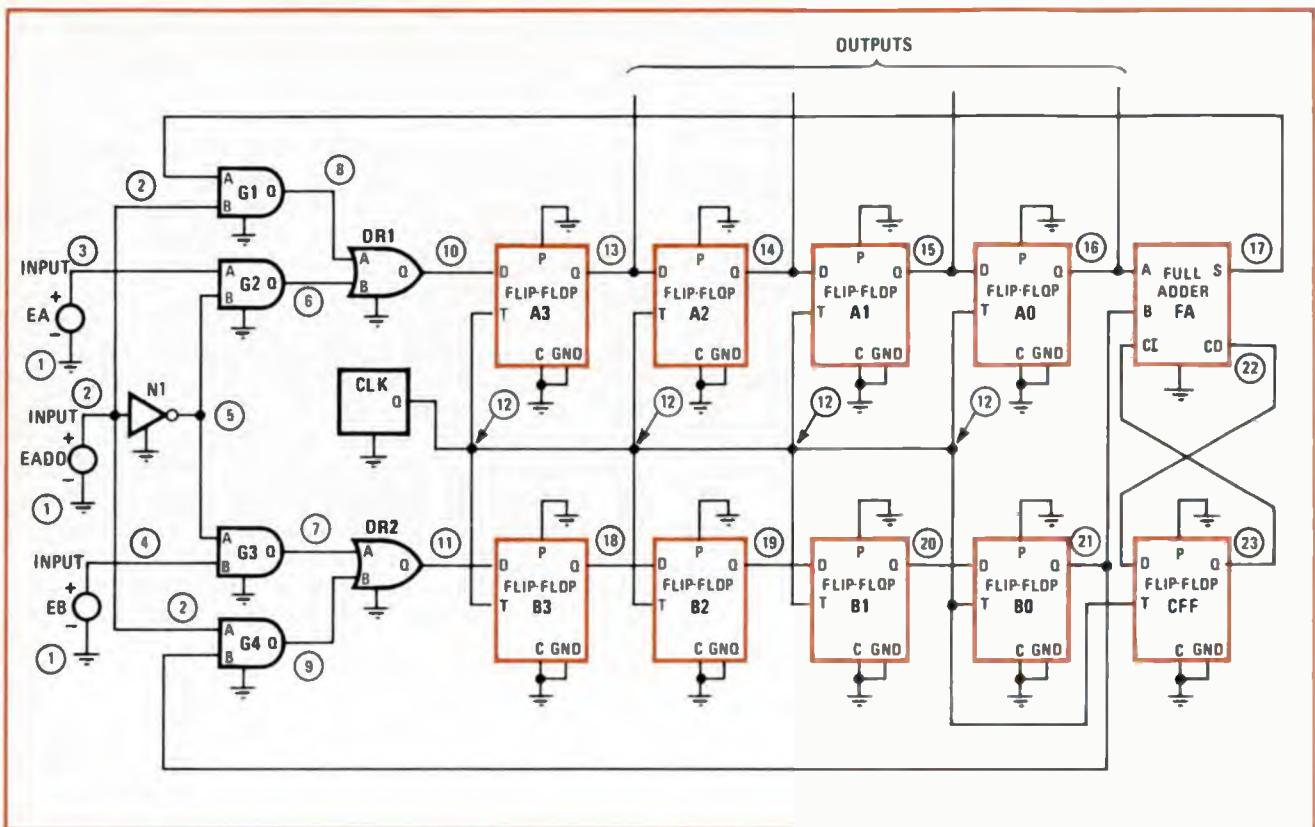 OUTPUTS
2
8
A
G1 Q
B
OR1
3
INPUT
+
EA
-
1
A
G2 Q
B
6
A
Q
B
10
P
D Q
FLIP-FLOP
A3
T
C GND
13
P
D Q
FLIP-FLOP
A2
T
C GND
14
P
D Q
FLIP-FLOP
A1
T
C GND
15
P
D Q
FLIP-FLOP
A0
T
C GND
16
A S
FULL
ADDER
B FA
CI CO
17
22
2
N1
INPUT
+
EADD
-
1
5
CLK
Q
12
12
12
12
4
INPUT
+
EB
-
1
A
G3 Q
B
7
OR2
A
Q
B
11
2
A
G4 Q
B
9
P
D Q
FLIP-FLOP
B3
T
C GND
18
P
D Q
FLIP-FLOP
B2
T
C GND
19
P
D Q
FLIP-FLOP
B1
T
C GND
20
P
D Q
FLIP-FLOP
B0
T
C GND
21
P
D Q
FLIP-FLOP
CFF
T
C GND
23